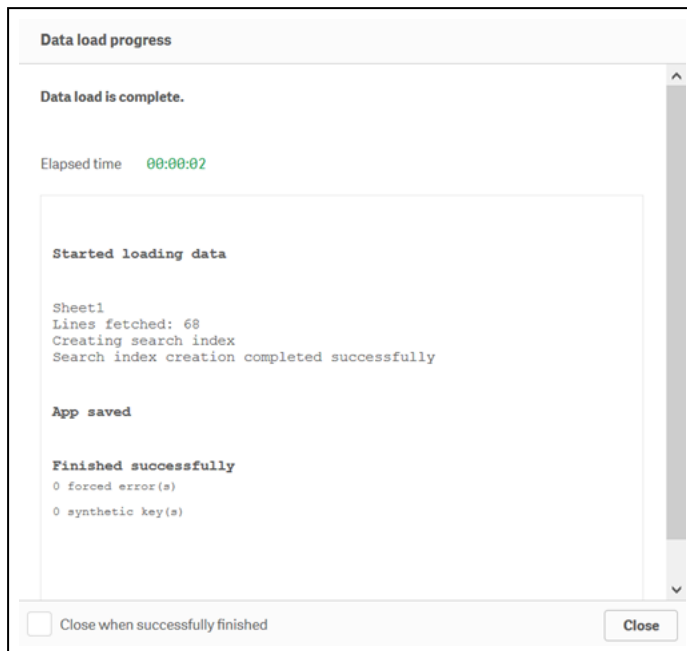 Data load progress
Data load is complete.
Elapsed time 00:00:02
Started loading data
Sheet1
Lines fetched: 68
Creating search index
Search index creation completed successfully
App saved
Finished successfully
0 forced error(s)
0 synthetic key(s)
Close when successfully finished
Close